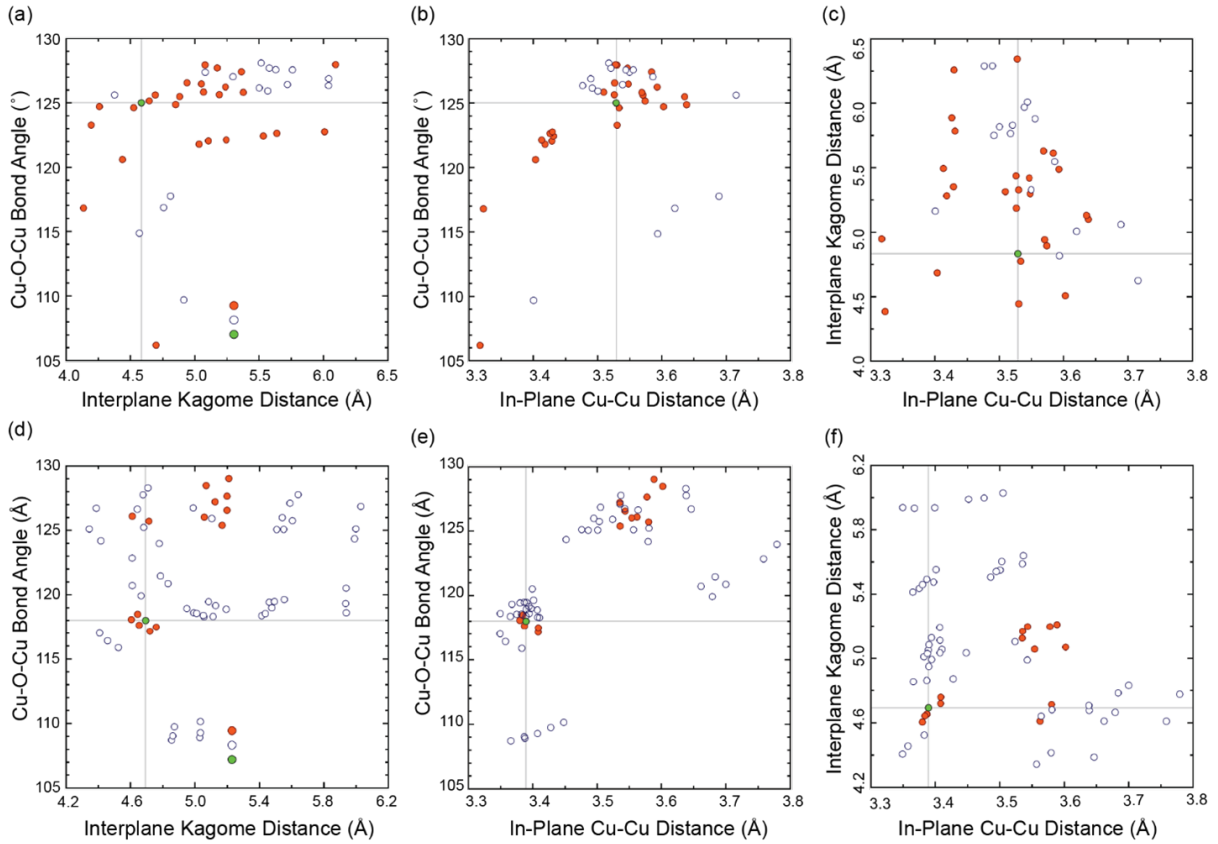 (a)
130
125
120
115
110
105
Cu-O-Cu Bond Angle (°)
4.0 4.5 5.0 5.5 6.0 6.5
Interplane Kagome Distance (Å)
(b)
130
125
120
115
110
105
Cu-O-Cu Bond Angle (°)
3.3 3.4 3.5 3.6 3.7 3.8
In-Plane Cu-Cu Distance (Å)
(c)
6.5
6.0
5.5
5.0
4.5
4.0
Interplane Kagome Distance (Å)
3.3 3.4 3.5 3.6 3.7 3.8
In-Plane Cu-Cu Distance (Å)
(d)
130
125
120
115
110
105
Cu-O-Cu Bond Angle (Å)
4.2 4.6 5.0 5.4 5.8 6.2
Interplane Kagome Distance (Å)
(e)
130
125
120
115
110
105
Cu-O-Cu Bond Angle (Å)
3.3 3.4 3.5 3.6 3.7 3.8
In-Plane Cu-Cu Distance (Å)
(f)
6.2
5.8
5.4
5.0
4.6
4.2
Interplane Kagome Distance (Å)
3.3 3.4 3.5 3.6 3.7 3.8
In-Plane Cu-Cu Distance (Å)